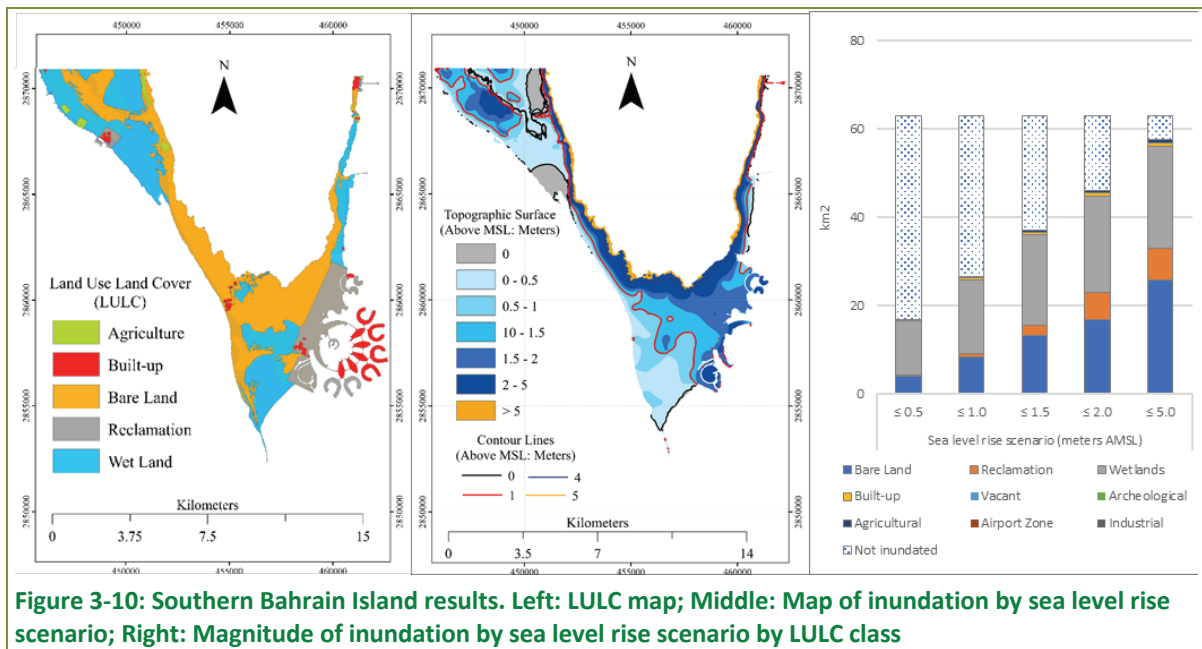 450000 455000 460000
N
2870000
2865000
2860000
2855000
2850000
Land Use Land Cover
(LULC)
Agriculture
Built-up
Bare Land
Reclamation
Wet Land
Kilometers
0 3.75 7.5 15
450000 455000 460000
450000 455000 460000
N
2870000
2865000
2860000
2855000
2850000
Topographic Surface
(Above MSL: Meters)
0
0 - 0.5
0.5 - 1
10 - 1.5
1.5 - 2
2 - 5
> 5
Contour Lines
(Above MSL: Meters)
0 4
1 5
Kilometers
0 3.5 7 14
450000 455000 460000
80
60
40
20
0
km2
≤ 0.5 ≤ 1.0 ≤ 1.5 ≤ 2.0 ≤ 5.0
Sea level rise scenario (meters AMSL)
Bare Land Reclamation Wetlands
Built-up Vacant Archeological
Agricultural Airport Zone Industrial
Not inundated
Figure 3-10: Southern Bahrain Island results. Left: LULC map; Middle: Map of inundation by sea level rise
scenario; Right: Magnitude of inundation by sea level rise scenario by LULC class